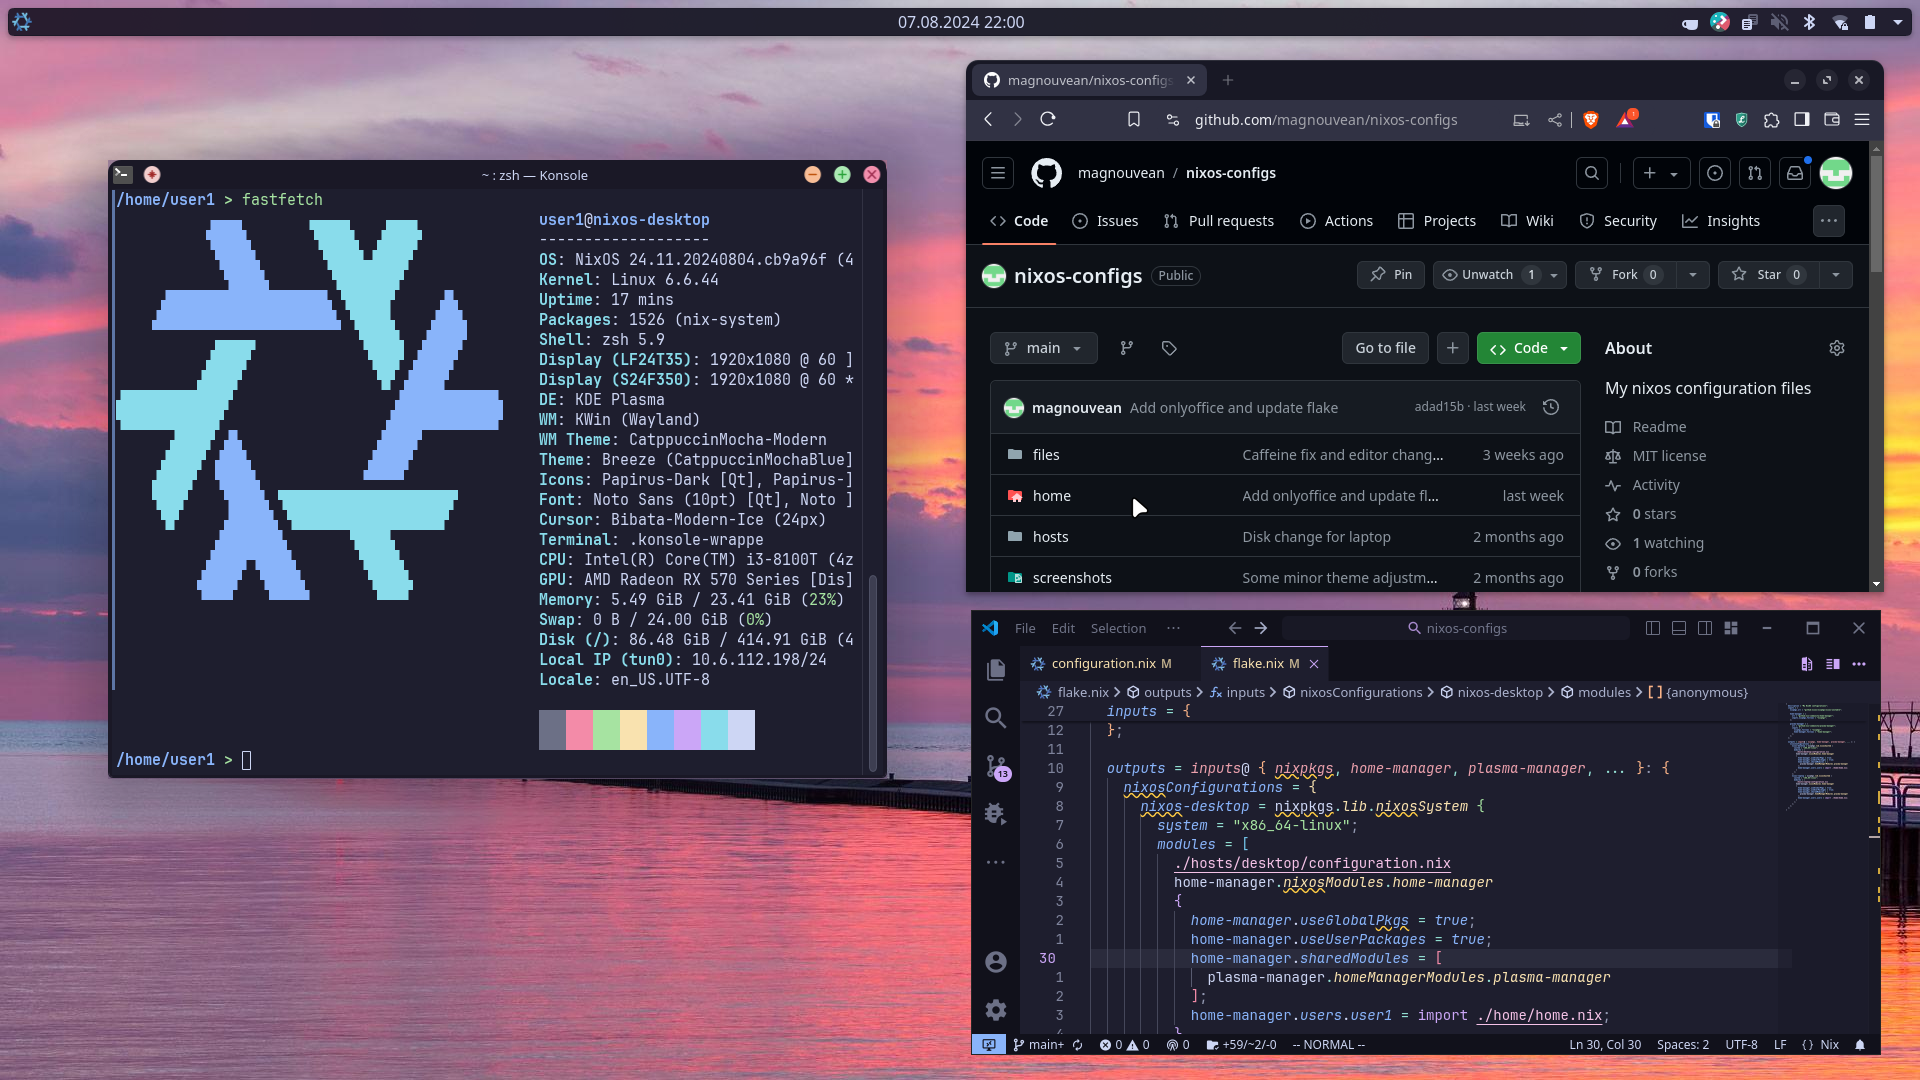 07.08.2024 22:00
~ : zsh — Konsole
/home/user1 > fastfetch
user1@nixos-desktop
-------------------
OS: NixOS 24.11.20240804.cb9a96f (4
Kernel: Linux 6.6.44
Uptime: 17 mins
Packages: 1526 (nix-system)
Shell: zsh 5.9
Display (LF24T35): 1920x1080 @ 60 ]
Display (S24F350): 1920x1080 @ 60 *
DE: KDE Plasma
WM: KWin (Wayland)
WM Theme: CatppuccinMocha-Modern
Theme: Breeze (CatppuccinMochaBlue]
Icons: Papirus-Dark [Qt], Papirus-]
Font: Noto Sans (10pt) [Qt], Noto ]
Cursor: Bibata-Modern-Ice (24px)
Terminal: .konsole-wrappe
CPU: Intel(R) Core(TM) i3-8100T (4z
GPU: AMD Radeon RX 570 Series [Dis]
Memory: 5.49 GiB / 23.41 GiB (23%)
Swap: 0 B / 24.00 GiB (0%)
Disk (/): 86.48 GiB / 414.91 GiB (4
Local IP (tun0): 10.6.112.198/24
Locale: en_US.UTF-8
/home/user1 >
magnouvean/nixos-configs
github.com/magnouvean/nixos-configs
magnouvean / nixos-configs
Code Issues Pull requests Actions Projects Wiki Security Insights
nixos-configs Public Pin Unwatch 1 Fork 0 Star 0
main Go to file Code
magnouvean Add onlyoffice and update flake adad15b · last week
files Caffeine fix and editor chang... 3 weeks ago
home Add onlyoffice and update fl... last week
hosts Disk change for laptop 2 months ago
screenshots Some minor theme adjustm... 2 months ago
About
My nixos configuration files
Readme
MIT license
Activity
0 stars
1 watching
0 forks
File Edit Selection ··· nixos-configs
configuration.nix M flake.nix M
flake.nix > outputs > inputs > nixosConfigurations > nixos-desktop > modules > [ ] {anonymous}
27 inputs = {
12 };
11
10 outputs = inputs@ { nixpkgs, home-manager, plasma-manager, ... }: {
9 nixosConfigurations = {
8 nixos-desktop = nixpkgs.lib.nixosSystem {
7 system = "x86_64-linux";
6 modules = [
5 ./hosts/desktop/configuration.nix
4 home-manager.nixosModules.home-manager
3 {
2 home-manager.useGlobalPkgs = true;
1 home-manager.useUserPackages = true;
30 home-manager.sharedModules = [
1 plasma-manager.homeManagerModules.plasma-manager
2 ];
3 home-manager.users.user1 = import ./home/home.nix;
4 }
13
main+ 0 0 0 +59/~2/-0 -- NORMAL -- Ln 30, Col 30 Spaces: 2 UTF-8 LF { } Nix